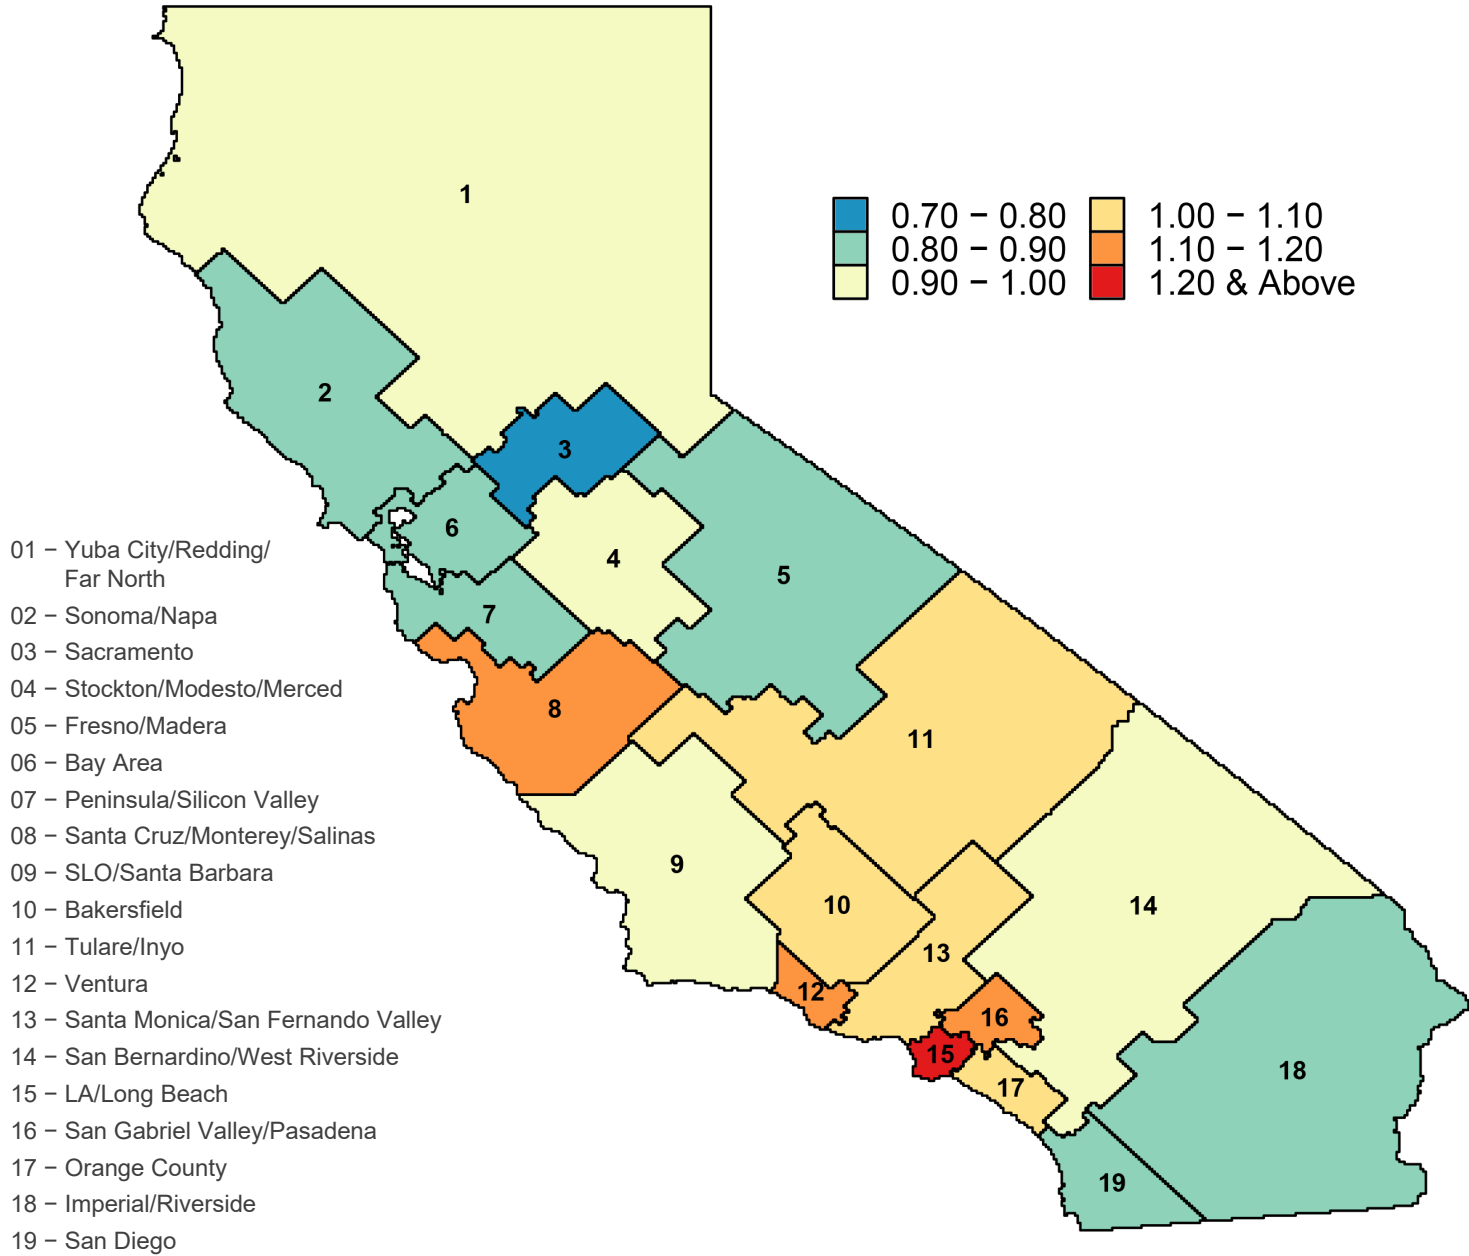 1
0.70 − 0.80
1.00 − 1.10
0.80 − 0.90
1.10 − 1.20
0.90 − 1.00
1.20 & Above
2
3
6
4
5
7
8
11
9
10
14
13
12
16
15
17
18
19
01 − Yuba City/Redding/
Far North
02 − Sonoma/Napa
03 − Sacramento
04 − Stockton/Modesto/Merced
05 − Fresno/Madera
06 − Bay Area
07 − Peninsula/Silicon Valley
08 − Santa Cruz/Monterey/Salinas
09 − SLO/Santa Barbara
10 − Bakersfield
11 − Tulare/Inyo
12 − Ventura
13 − Santa Monica/San Fernando Valley
14 − San Bernardino/West Riverside
15 − LA/Long Beach
16 − San Gabriel Valley/Pasadena
17 − Orange County
18 − Imperial/Riverside
19 − San Diego